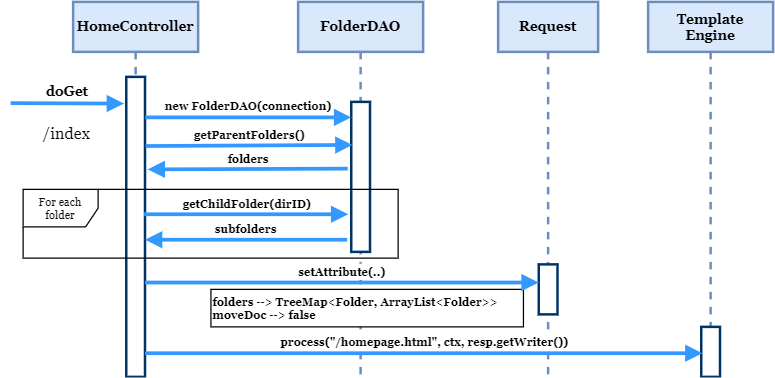 HomeController
FolderDAO
Request
Template
Engine
doGet
/index
new FolderDAO(connection)
getParentFolders()
folders
For each
folder
getChildFolder(dirID)
subfolders
setAttribute(..)
folders --> TreeMap<Folder, ArrayList<Folder>>
moveDoc --> false
process("/homepage.html", ctx, resp.getWriter())